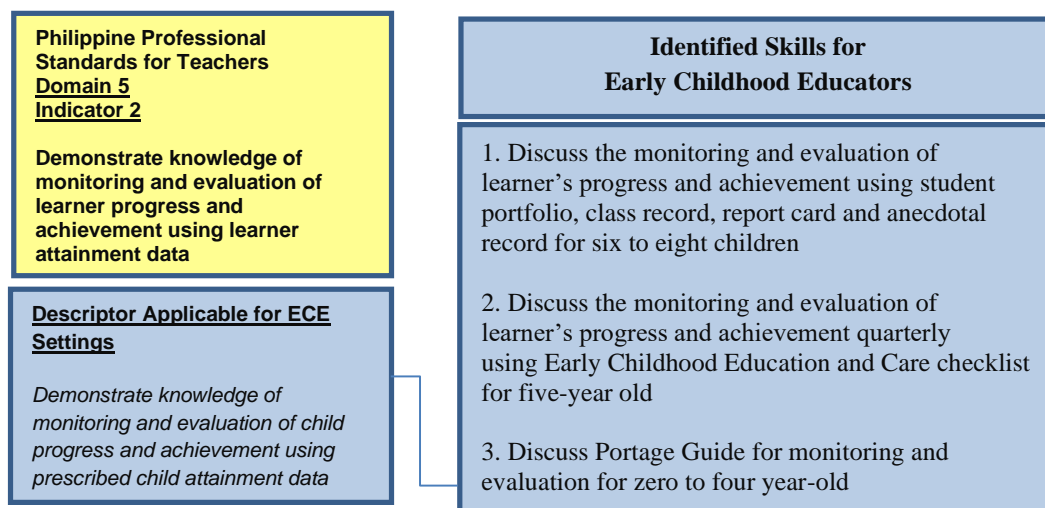 Philippine Professional
Standards for Teachers
Domain 5
Indicator 2
Demonstrate knowledge of
monitoring and evaluation of
learner progress and
achievement using learner
attainment data
Descriptor Applicable for ECE
Settings
Demonstrate knowledge of
monitoring and evaluation of child
progress and achievement using
prescribed child attainment data
Identified Skills for
Early Childhood Educators
1. Discuss the monitoring and evaluation of
learner's progress and achievement using student
portfolio, class record, report card and anecdotal
record for six to eight children
2. Discuss the monitoring and evaluation of
learner's progress and achievement quarterly
using Early Childhood Education and Care checklist
for five-year old
3. Discuss Portage Guide for monitoring and
evaluation for zero to four year-old